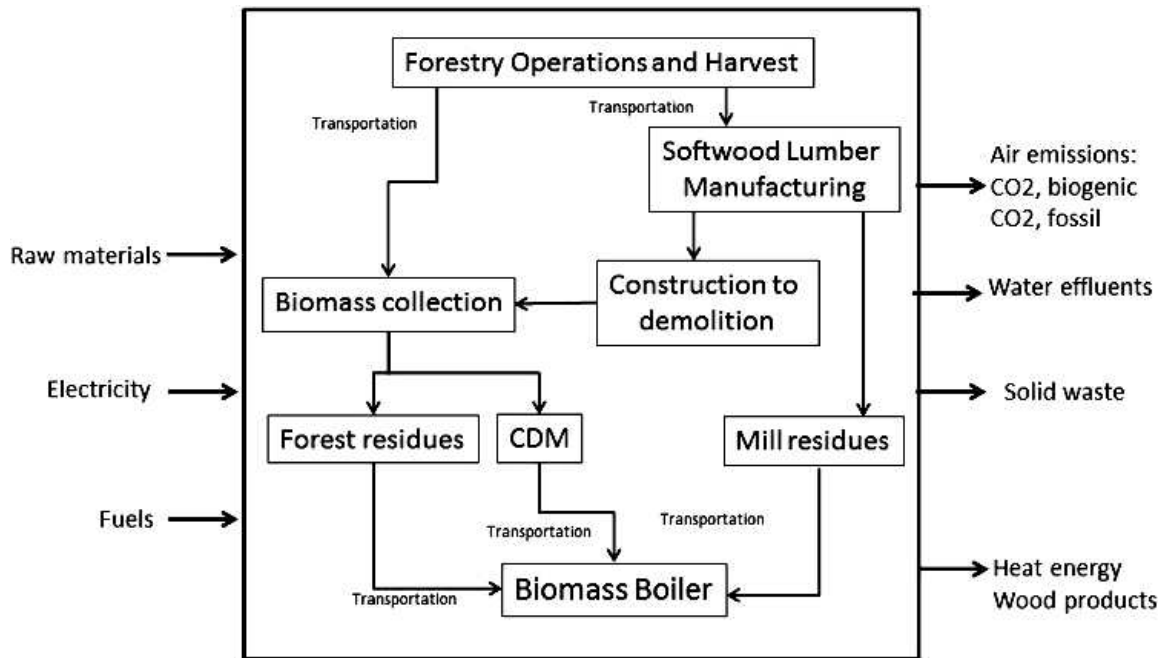 Forestry Operations and Harvest
Transportation
Transportation
Softwood Lumber
Manufacturing
Air emissions:
CO2, biogenic
CO2, fossil
Raw materials
Biomass collection
Construction to
demolition
Water effluents
Electricity
Solid waste
Forest residues
CDM
Mill residues
Fuels
Transportation
Transportation
Biomass Boiler
Transportation
Heat energy
Wood products